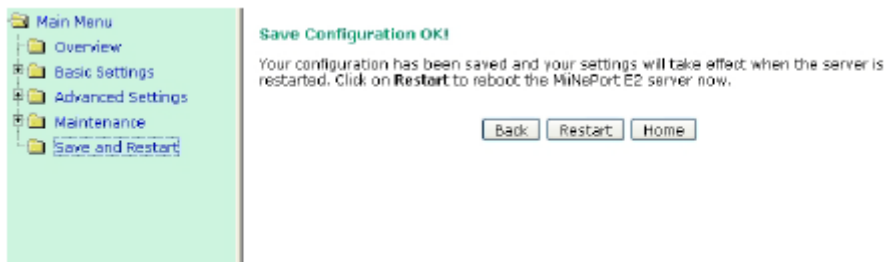 Main Menu
Overview
Basic Settings
Advanced Settings
Maintenance
Save and Restart
Save Configuration OK!
Your configuration has been saved and your settings will take effect when the server is
restarted. Click on Restart to reboot the MiiNePort E2 server now.
Back Restart Home